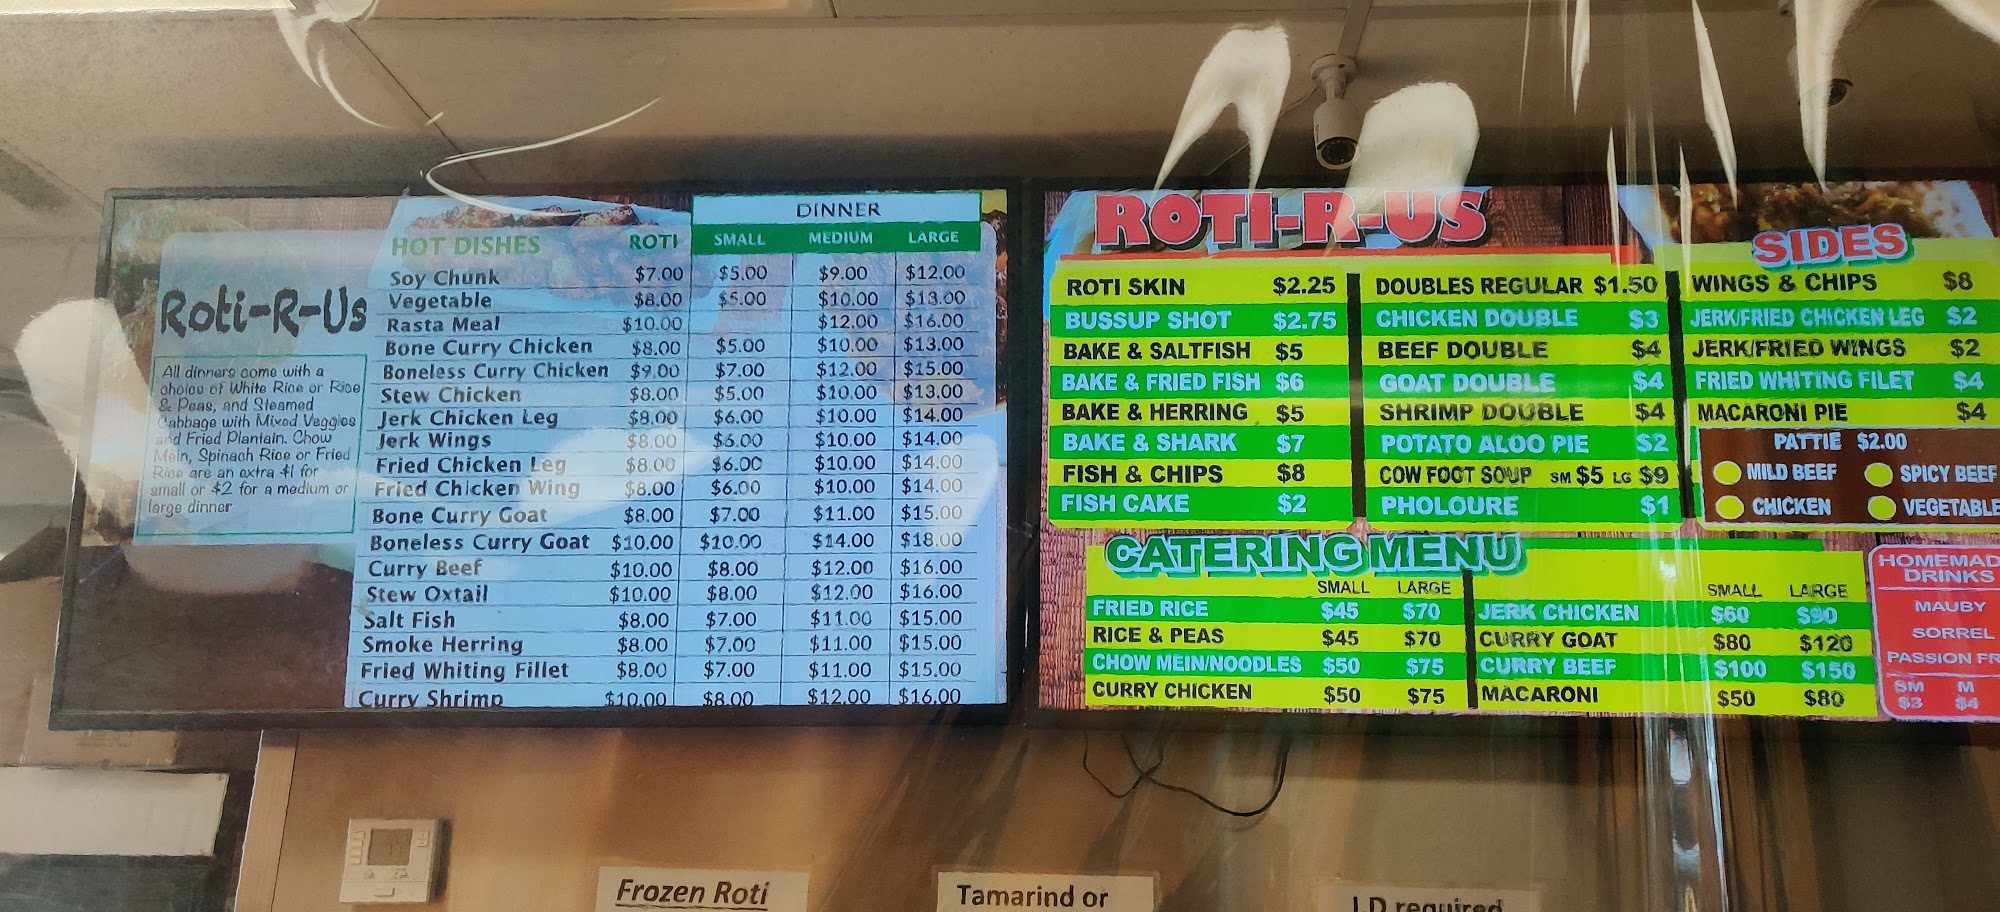 Roti-R-Us
All dinners come with a
choice of White Rice or Rice
& Peas, and Steamed
Cabbage with Mixed Veggies
and Fried Plantain. Chow
Mein, Spinach Rice or Fried
Rice are an extra $1 for
small or $2 for a medium or
large dinner
DINNER
HOT DISHES ROTI SMALL MEDIUM LARGE
Soy Chunk $7.00 $5.00 $9.00 $12.00
Vegetable $8.00 $5.00 $10.00 $13.00
Rasta Meal $10.00 $12.00 $16.00
Bone Curry Chicken $8.00 $5.00 $10.00 $13.00
Boneless Curry Chicken $9.00 $7.00 $12.00 $15.00
Stew Chicken $8.00 $5.00 $10.00 $13.00
Jerk Chicken Leg $8.00 $6.00 $10.00 $14.00
Jerk Wings $8.00 $6.00 $10.00 $14.00
Fried Chicken Leg $8.00 $6.00 $10.00 $14.00
Fried Chicken Wing $8.00 $6.00 $10.00 $14.00
Bone Curry Goat $8.00 $7.00 $11.00 $15.00
Boneless Curry Goat $10.00 $10.00 $14.00 $18.00
Curry Beef $10.00 $8.00 $12.00 $16.00
Stew Oxtail $10.00 $8.00 $12.00 $16.00
Salt Fish $8.00 $7.00 $11.00 $15.00
Smoke Herring $8.00 $7.00 $11.00 $15.00
Fried Whiting Fillet $8.00 $7.00 $11.00 $15.00
Curry Shrimp $10.00 $8.00 $12.00 $16.00
ROTI-R-US
ROTI SKIN $2.25
BUSSUP SHOT $2.75
BAKE & SALTFISH $5
BAKE & FRIED FISH $6
BAKE & HERRING $5
BAKE & SHARK $7
FISH & CHIPS $8
FISH CAKE $2
DOUBLES REGULAR $1.50
CHICKEN DOUBLE $3
BEEF DOUBLE $4
GOAT DOUBLE $4
SHRIMP DOUBLE $4
POTATO ALOO PIE $2
COW FOOT SOUP SM $5 LG $9
PHOLOURE $1
SIDES
WINGS & CHIPS $8
JERK/FRIED CHICKEN LEG $2
JERK/FRIED WINGS $2
FRIED WHITING FILET $4
MACARONI PIE $4
PATTIE $2.00
MILD BEEF SPICY BEEF
CHICKEN VEGETABLE
CATERING MENU
SMALL LARGE
FRIED RICE $45 $70
RICE & PEAS $45 $70
CHOW MEIN/NOODLES $50 $75
CURRY CHICKEN $50 $75
SMALL LARGE
JERK CHICKEN $60 $90
CURRY GOAT $80 $120
CURRY BEEF $100 $150
MACARONI $50 $80
HOMEMAD
DRINKS
MAUBY
SORREL
PASSION FR
SM M
$3 $4
Frozen Roti
Tamarind or
I.D required